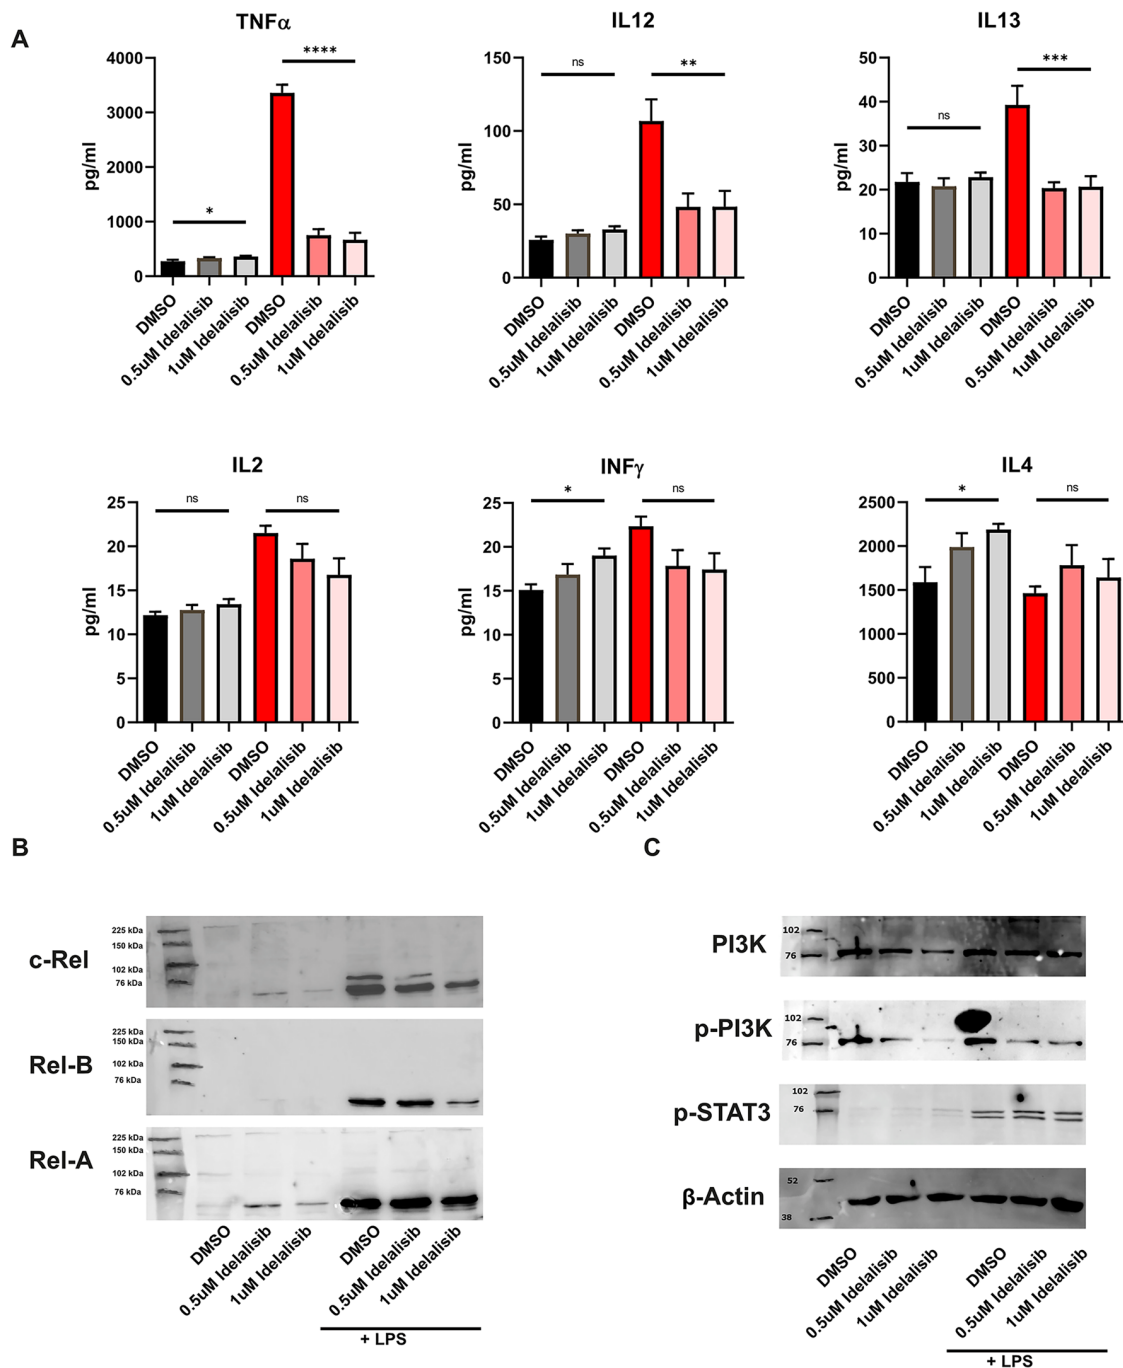 A
TNFα
4000
3000
2000
1000
0
pg/ml
*
****
DMSO
0.5uM Idelalisib
1uM Idelalisib
DMSO
0.5uM Idelalisib
1uM Idelalisib
IL12
150
100
50
0
pg/ml
ns
**
DMSO
0.5uM Idelalisib
1uM Idelalisib
DMSO
0.5uM Idelalisib
1uM Idelalisib
IL13
50
40
30
20
10
0
pg/ml
ns
***
DMSO
0.5uM Idelalisib
1uM Idelalisib
DMSO
0.5uM Idelalisib
1uM Idelalisib
IL2
25
20
15
10
5
0
pg/ml
ns
ns
DMSO
0.5uM Idelalisib
1uM Idelalisib
DMSO
0.5uM Idelalisib
1uM Idelalisib
INFγ
25
20
15
10
5
0
pg/ml
*
ns
DMSO
0.5uM Idelalisib
1uM Idelalisib
DMSO
0.5uM Idelalisib
1uM Idelalisib
IL4
2500
2000
1500
1000
500
0
*
ns
DMSO
0.5uM Idelalisib
1uM Idelalisib
DMSO
0.5uM Idelalisib
1uM Idelalisib
B
c-Rel
225 kDa
150 kDa
102 kDa
76 kDa
Rel-B
225 kDa
150 kDa
102 kDa
76 kDa
Rel-A
225 kDa
150 kDa
102 kDa
76 kDa
DMSO
0.5uM Idelalisib
1uM Idelalisib
DMSO
0.5uM Idelalisib
1uM Idelalisib
+ LPS
C
PI3K
102
76
p-PI3K
102
76
p-STAT3
102
76
β-Actin
52
38
DMSO
0.5uM Idelalisib
1uM Idelalisib
DMSO
0.5uM Idelalisib
1uM Idelalisib
+ LPS